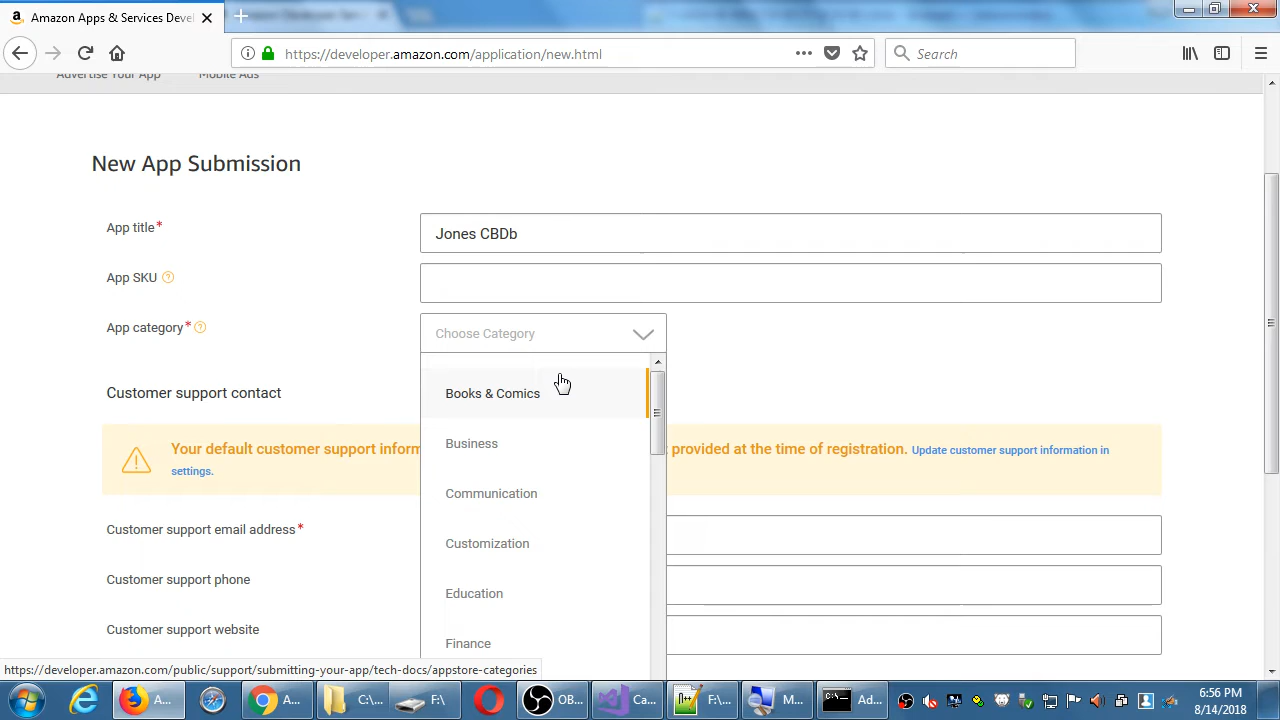 Amazon Apps & Services Devel
https://developer.amazon.com/application/new.html
Search
Advertise Your App
Mobile Ads
New App Submission
App title*
Jones CBDb
App SKU ?
App category* ?
Choose Category
Books & Comics
Business
Communication
Customization
Education
Finance
Customer support contact
Your default customer support inform
provided at the time of registration. Update customer support information in
settings.
Customer support email address*
Customer support phone
Customer support website
https://developer.amazon.com/public/support/submitting-your-app/tech-docs/appstore-categories
A...
A...
C:\...
F:\
OB...
Ca...
F:\...
M...
Ad...
6:56 PM
8/14/2018